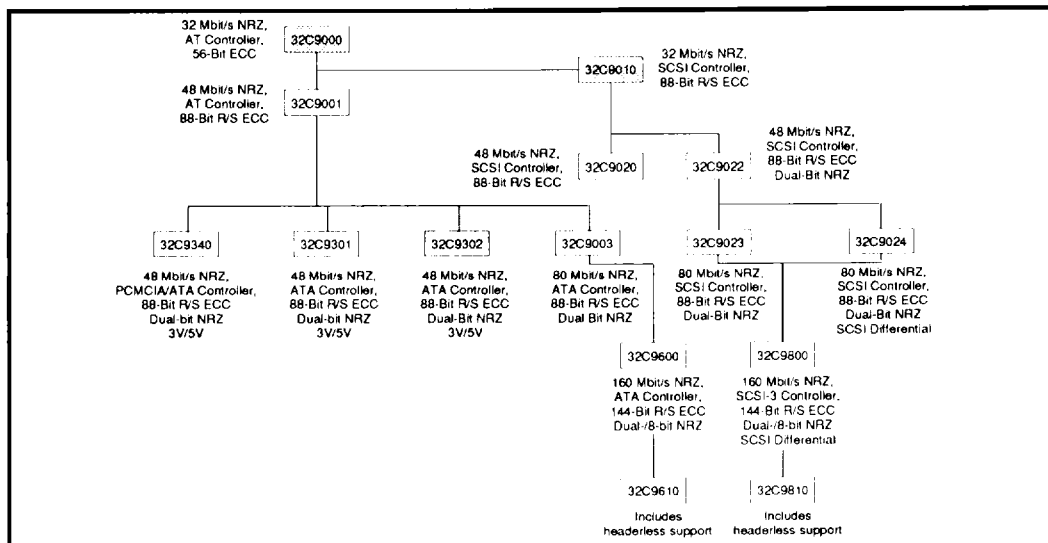 32 Mbit/s NRZ,
AT Controller,
56-Bit ECC
32C9000
32C9010
32 Mbit/s NRZ,
SCSI Controller,
88-Bit R/S ECC
48 Mbit/s NRZ,
AT Controller,
88-Bit R/S ECC
32C9001
48 Mbit/s NRZ,
SCSI Controller,
88-Bit R/S ECC
32C9020
32C9022
48 Mbit/s NRZ,
SCSI Controller,
88-Bit R/S ECC
Dual-Bit NRZ
32C9340
48 Mbit/s NRZ,
PCMCIA/ATA Controller,
88-Bit R/S ECC
Dual-bit NRZ
3V/5V
32C9301
48 Mbit/s NRZ,
ATA Controller,
88-Bit R/S ECC
Dual-bit NRZ
3V/5V
32C9302
48 Mbit/s NRZ,
ATA Controller,
88-Bit R/S ECC
Dual-Bit NRZ
3V/5V
32C9003
80 Mbit/s NRZ,
ATA Controller,
88-Bit R/S ECC
Dual Bit NRZ
32C9023
80 Mbit/s NRZ,
SCSI Controller,
88-Bit R/S ECC
Dual-Bit NRZ
32C9024
80 Mbit/s NRZ,
SCSI Controller,
88-Bit R/S ECC
Dual-Bit NRZ
SCSI Differential
32C9600
160 Mbit/s NRZ,
ATA Controller,
144-Bit R/S ECC
Dual-/8-bit NRZ
32C9800
160 Mbit/s NRZ,
SCSI-3 Controller,
144-Bit R/S ECC
Dual-/8-bit NRZ
SCSI Differential
32C9610
Includes
headerless support
32C9810
Includes
headerless support